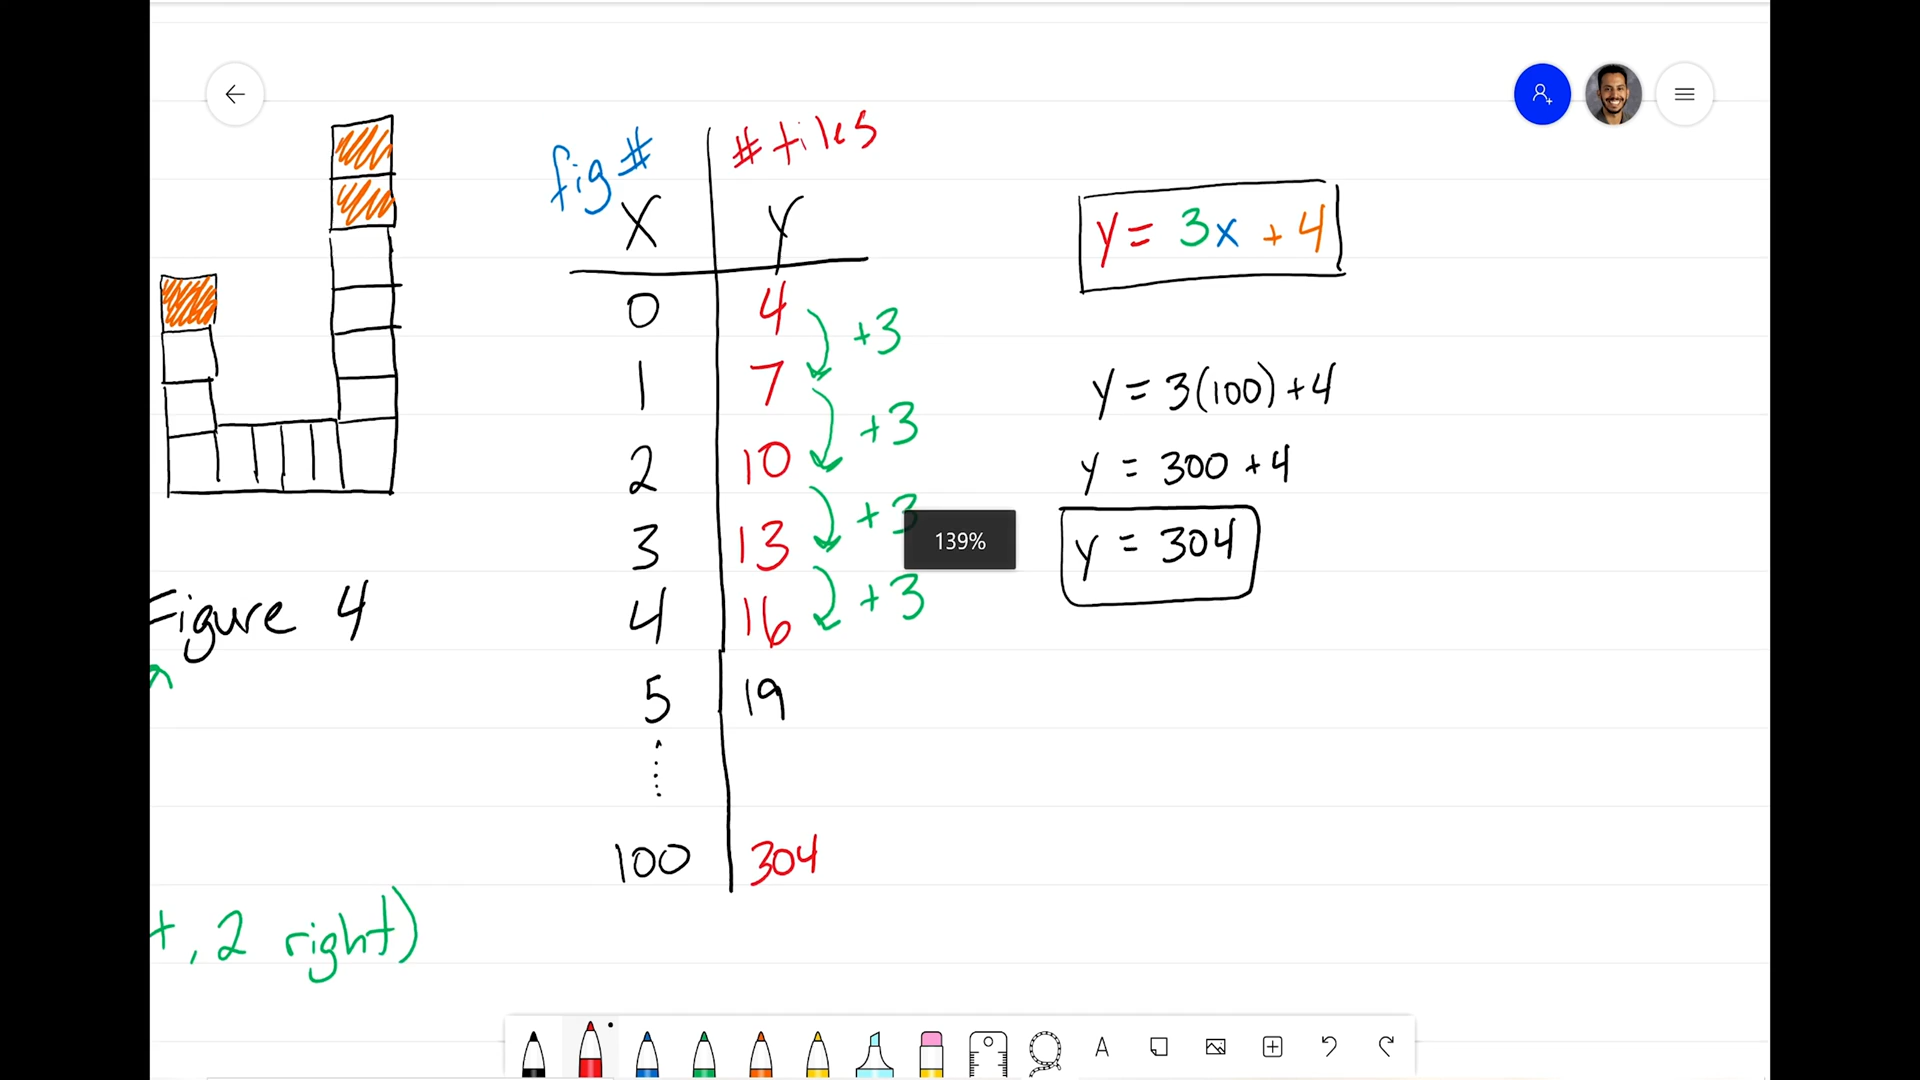 fig # # tiles
X Y
0 4
+3
1 7
+3
2 10
+3
3 13
+3
4 16
5 19
100 304
y = 3x + 4
y = 3(100) + 4
y = 300 + 4
y = 304
139%
Figure 4
, 2 right)
A